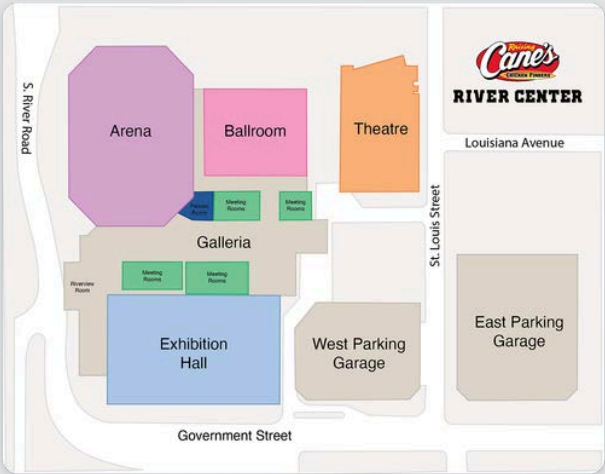 Raising
Cane's
CHICKEN FINGERS
RIVER CENTER
S. River Road
Arena
Ballroom
Theatre
Louisiana Avenue
St. Louis Street
Meeting
Rooms
Meeting
Rooms
Galleria
Riverview
Room
Meeting
Rooms
Meeting
Rooms
Exhibition
Hall
West Parking
Garage
East Parking
Garage
Government Street